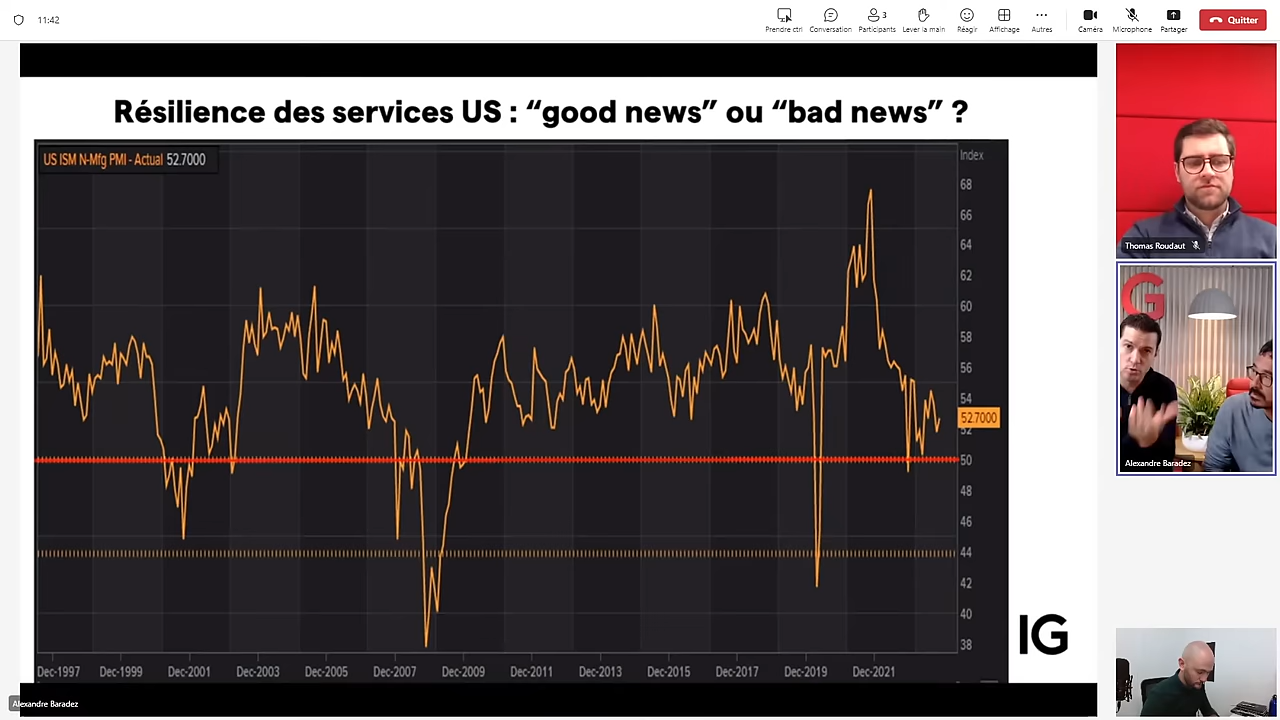 11:42
Prendre ctrl
Conversation
3
Participants
Lever la main
Réagir
Affichage
Autres
Caméra
Microphone
Partager
Quitter
Résilience des services US : “good news” ou “bad news” ?
US ISM N-Mfg PMI - Actual 52.7000
Index
68
66
64
62
60
58
56
54
52.7000
52
50
48
46
44
42
40
38
Dec-1997 Dec-1999 Dec-2001 Dec-2003 Dec-2005 Dec-2007 Dec-2009 Dec-2011 Dec-2013 Dec-2015 Dec-2017 Dec-2019 Dec-2021
IG
Alexandre Baradez
Thomas Roudaut
G
Alexandre Baradez